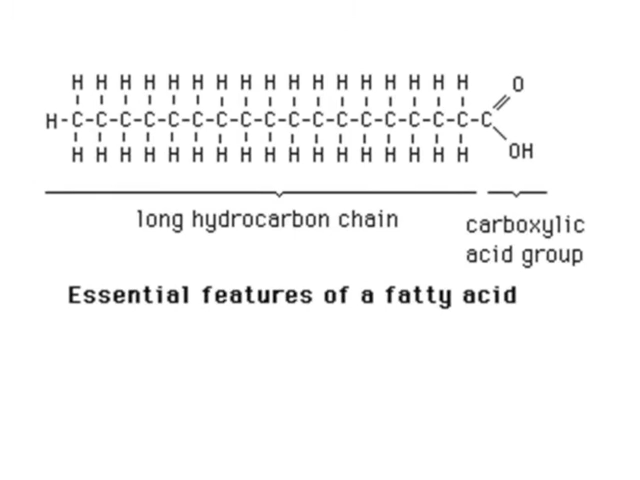 H H H H H H H H H H H H H H H H H O
H-C-C-C-C-C-C-C-C-C-C-C-C-C-C-C-C-C-C
H H H H H H H H H H H H H H H H H OH
long hydrocarbon chain
carboxylic
acid group
Essential features of a fatty acid